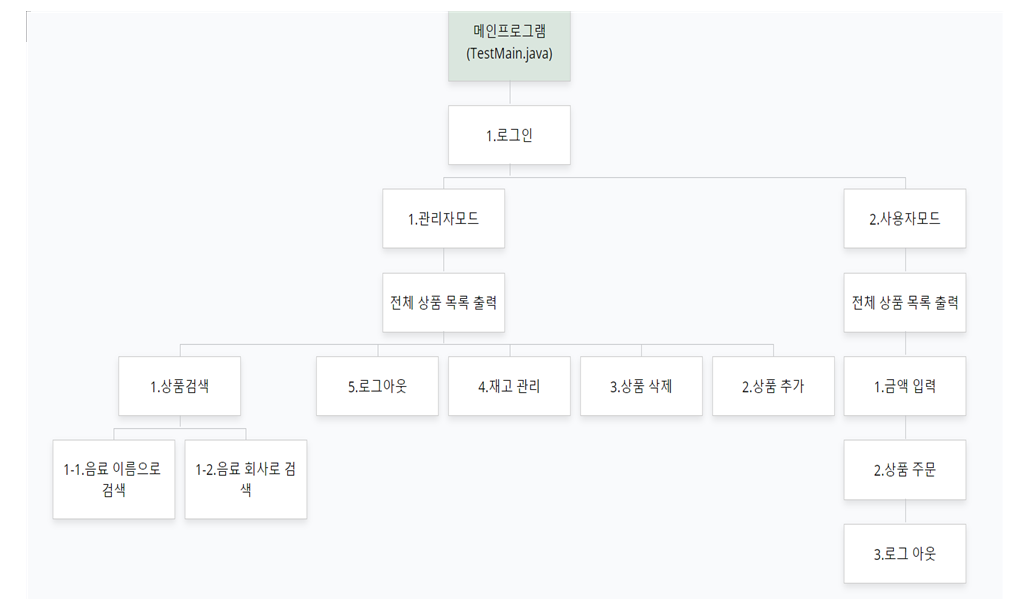 메인프로그램
(TestMain.java)
1.로그인
1.관리자모드
2.사용자모드
전체 상품 목록 출력
전체 상품 목록 출력
1.상품검색
5.로그아웃
4.재고 관리
3.상품 삭제
2.상품 추가
1.금액 입력
1-1.음료 이름으로
검색
1-2.음료 회사로 검
색
2.상품 주문
3.로그 아웃